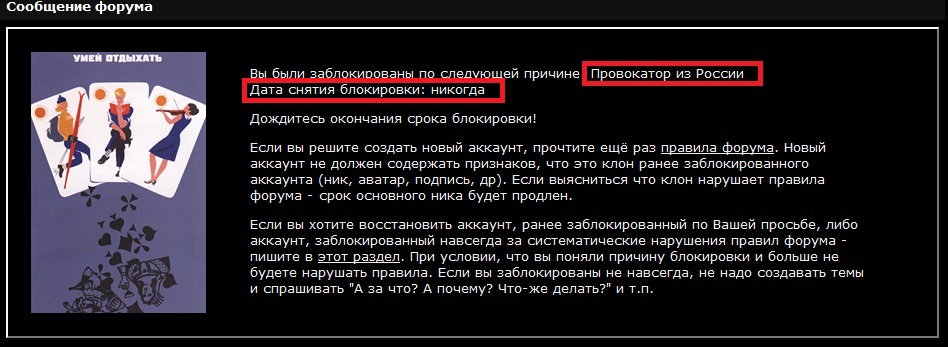 Сообщение форума
УМЕЙ ОТДЫХАТЬ
Вы были заблокированы по следующей причине Провокатор из России
Дата снятия блокировки: никогда
Дождитесь окончания срока блокировки!
Если вы решите создать новый аккаунт, прочтите ещё раз правила форума. Новый
аккаунт не должен содержать признаков, что это клон ранее заблокированного
аккаунта (ник, аватар, подпись, др). Если выясниться что клон нарушает правила
форума - срок основного ника будет продлен.
Если вы хотите восстановить аккаунт, ранее заблокированный по Вашей просьбе, либо
аккаунт, заблокированный навсегда за систематические нарушения правил форума -
пишите в этот раздел. При условии, что вы поняли причину блокировки и больше не
будете нарушать правила. Если вы заблокированы не навсегда, не надо создавать темы
и спрашивать "А за что? А почему? Что-же делать?" и т.п.